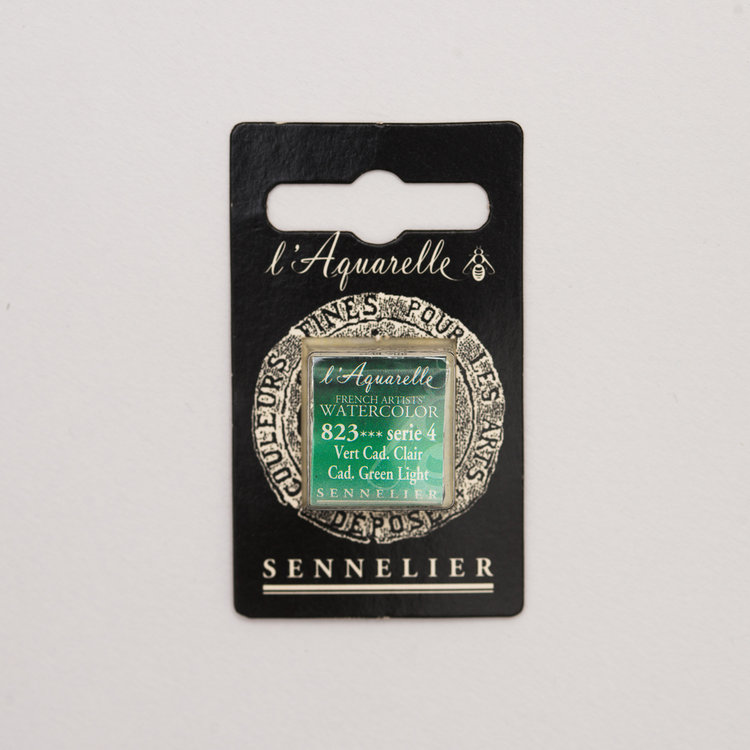 l'Aquarelle
COULEURS FINES POUR LES ARTS
DÉPOSÉ
l'Aquarelle
FRENCH ARTISTS'
WATERCOLOR
823*** serie 4
Vert Cad. Clair
Cad. Green Light
SENNELIER
SENNELIER